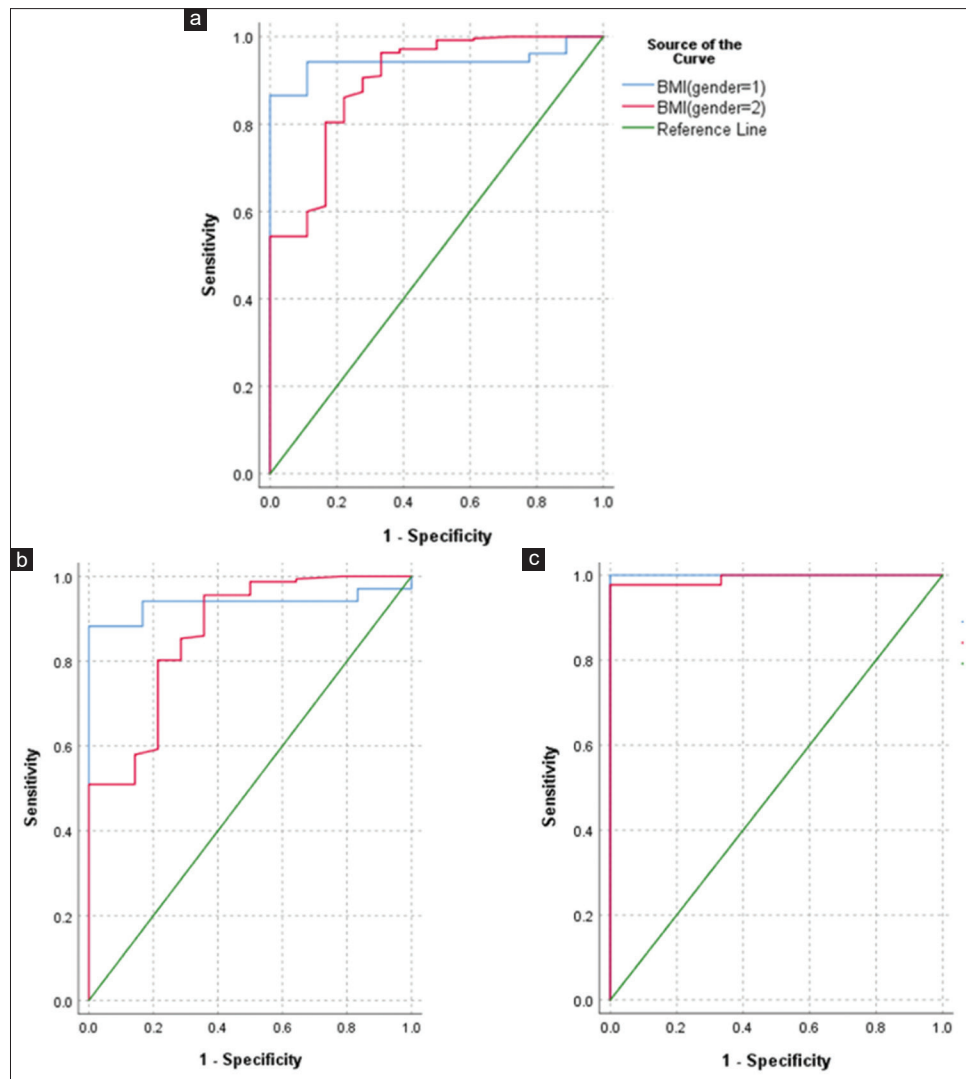 a
Source of the
Curve
BMI(gender=1)
BMI(gender=2)
Reference Line
1.0
0.8
0.6
0.4
0.2
0.0
Sensitivity
0.0 0.2 0.4 0.6 0.8 1.0
1 - Specificity
b
1.0
0.8
0.6
0.4
0.2
0.0
Sensitivity
0.0 0.2 0.4 0.6 0.8 1.0
1 - Specificity
c
1.0
0.8
0.6
0.4
0.2
0.0
Sensitivity
0.0 0.2 0.4 0.6 0.8 1.0
1 - Specificity